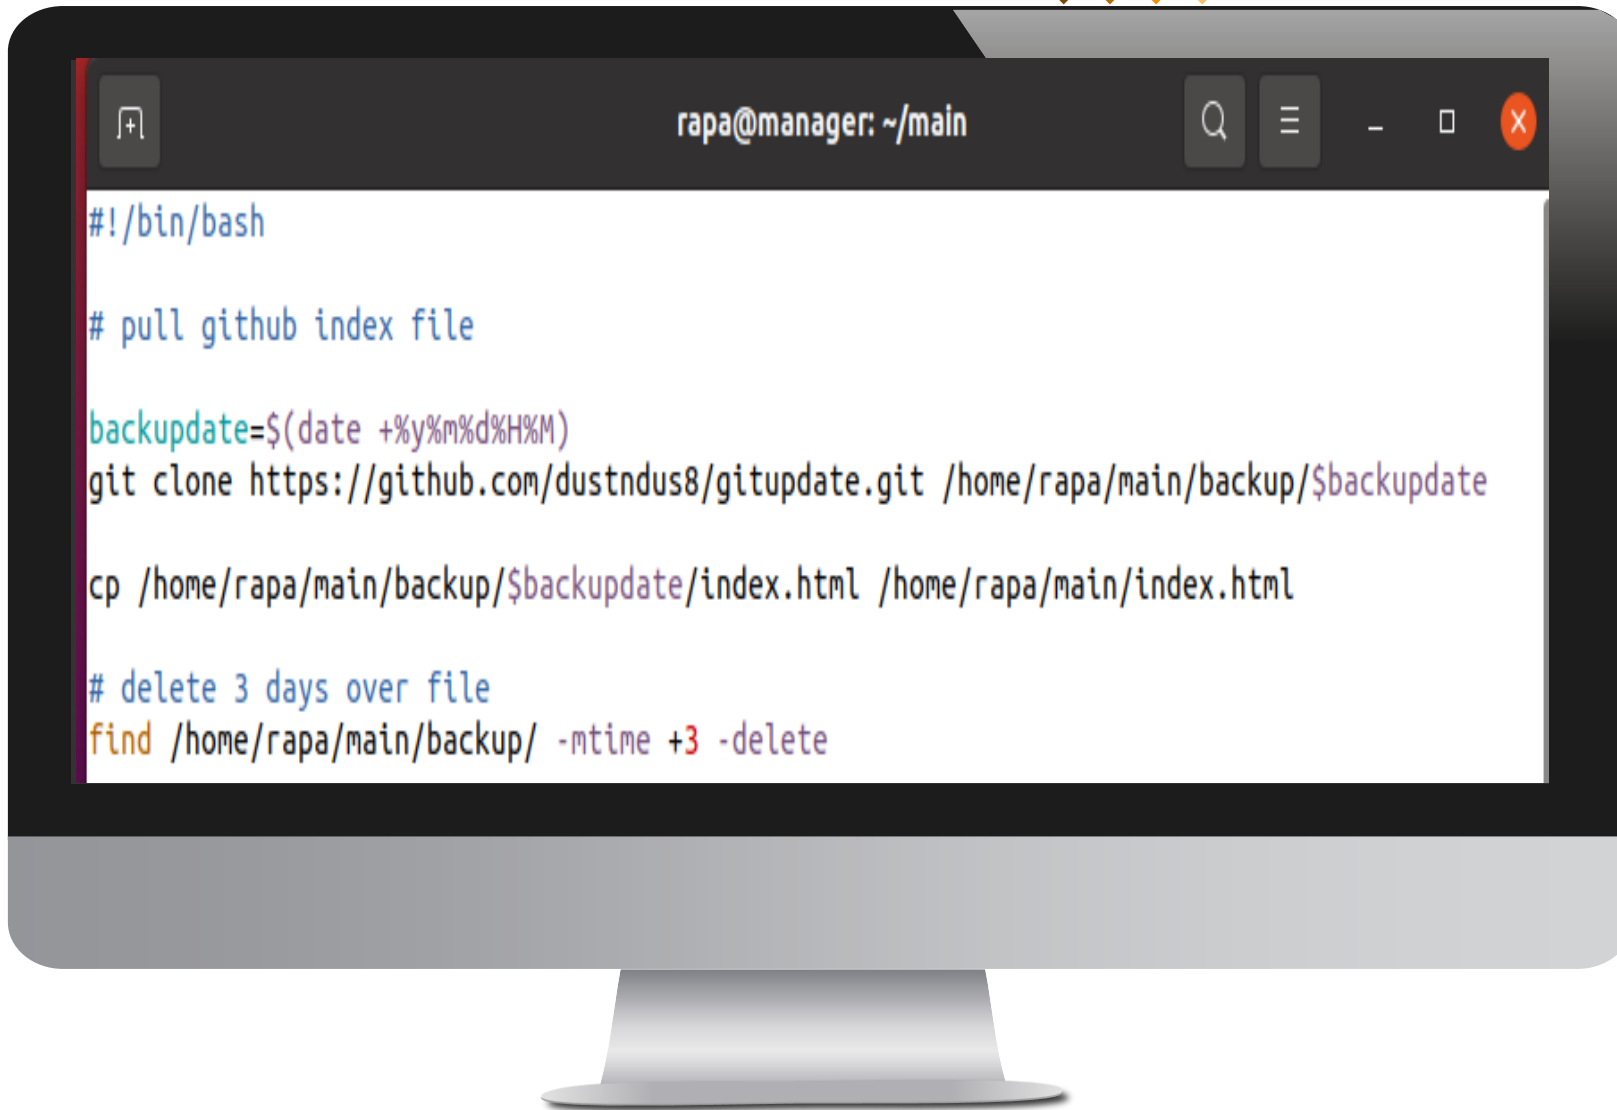 rapa@manager: ~/main
#!/bin/bash
# pull github index file
backupdate=$(date +%y%m%d%H%M)
git clone https://github.com/dustndus8/gitupdate.git /home/rapa/main/backup/$backupdate
cp /home/rapa/main/backup/$backupdate/index.html /home/rapa/main/index.html
# delete 3 days over file
find /home/rapa/main/backup/ -mtime +3 -delete